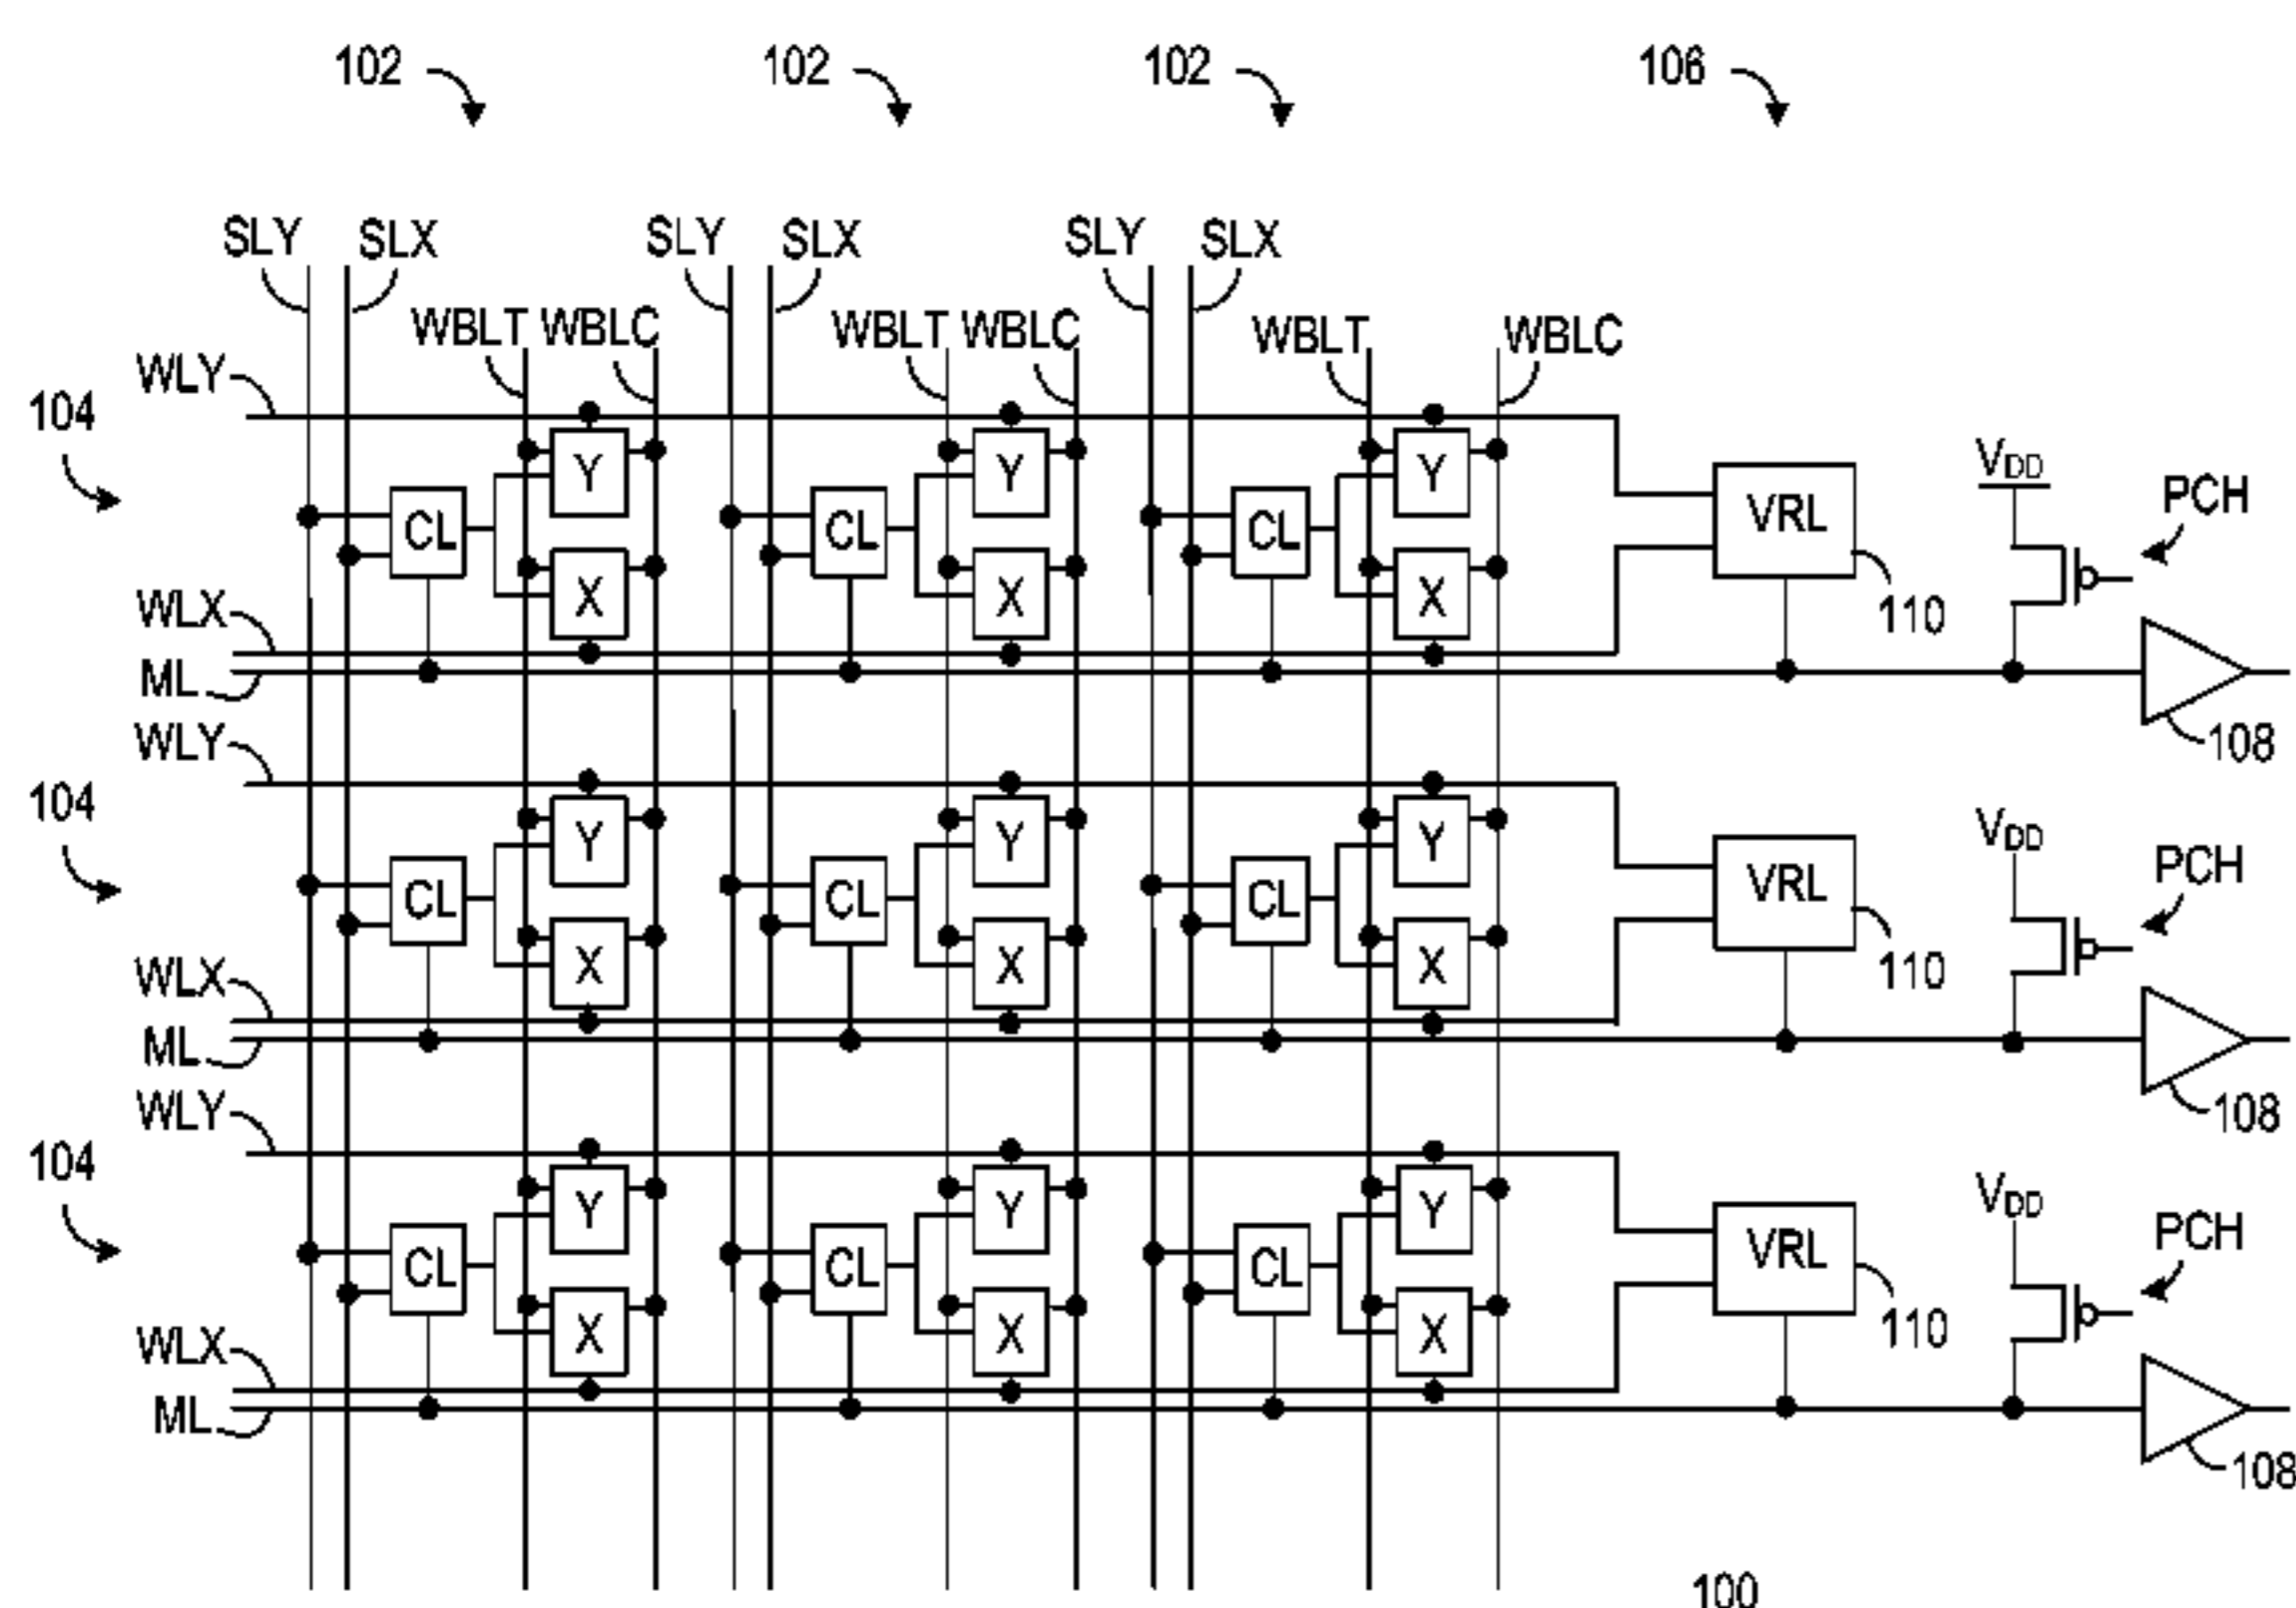 102 102 102 106
SLY SLX SLY SLX SLY SLX
WBLT WBLC WBLT WBLC WBLT WBLC
WLY
104
Y Y Y VDD
CL CL CL VRL PCH
X X X
WLX 110
ML
WLY 108
104
Y Y Y VDD
CL CL CL VRL PCH
X X X
WLX 110
ML
WLY 108
104
Y Y Y VDD
CL CL CL VRL PCH
X X X
WLX 110
ML
108
100